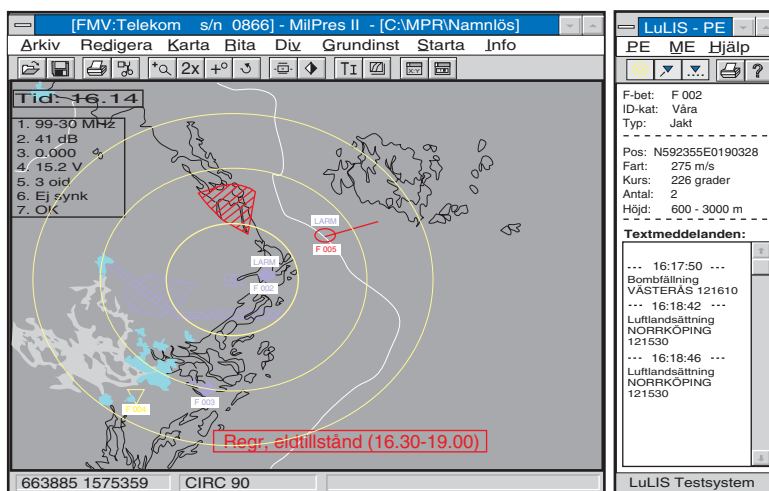 [FMV:Telekom s/n 0866] - MilPres II - [C:\MPR\Namnlös]
Arkiv Redigera Karta Rita Div Grundinst Starta Info
2x
Tid: 16.14
1. 99-30 MHz
2. 41 dB
3. 0.000
4. 15.2 V
5. 3 oid
6. Ej synk
7. OK
LARM
F 005
LARM
F 002
F 003
F 004
Regr, eldtillstånd (16.30-19.00)
663885 1575359 CIRC 90
LuLIS - PE
PE ME Hjälp
F-bet: F 002
ID-kat: Våra
Typ: Jakt
Pos: N592355E0190328
Fart: 275 m/s
Kurs: 226 grader
Antal: 2
Höjd: 600 - 3000 m
Textmeddelanden:
--- 16:17:50 ---
Bombfällning
VÄSTERÅS 121610
--- 16:18:42 ---
Luftlandsättning
NORRKÖPING
121530
--- 16:18:46 ---
Luftlandsättning
NORRKÖPING
121530
LuLIS Testsystem